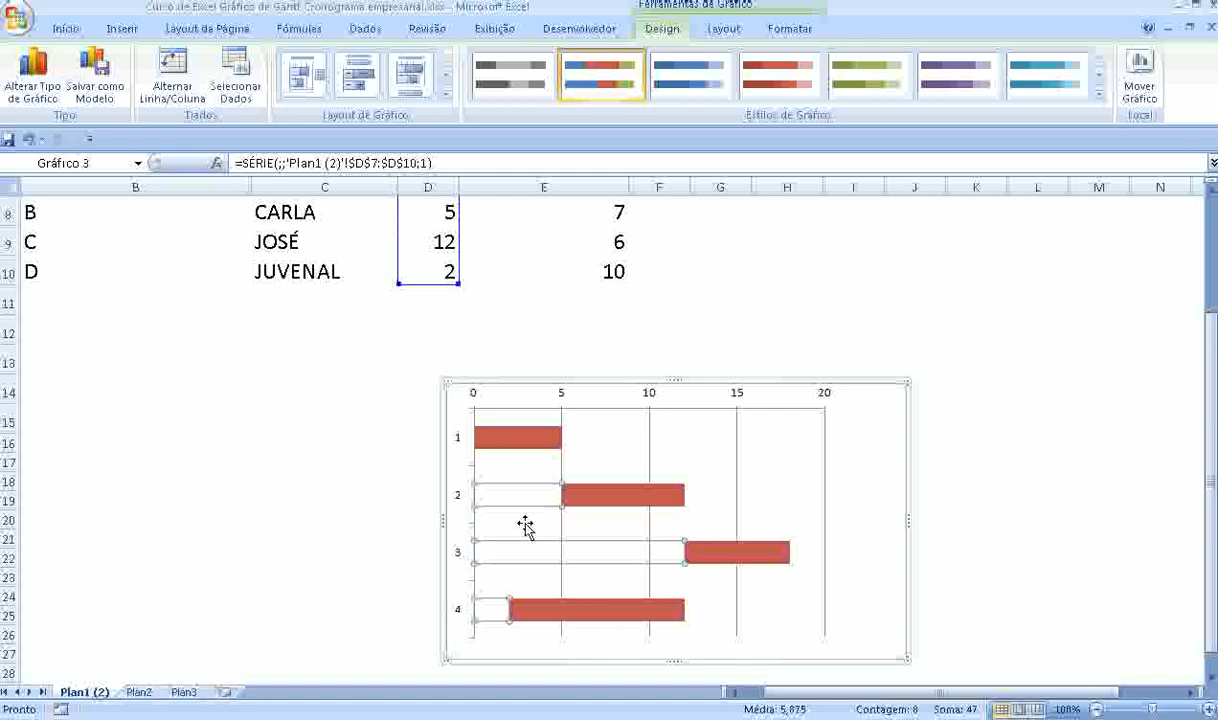 Curso de Excel Gráfico de Gantt Cronograma empresarial.xlsx - Microsoft Excel
Ferramentas de Gráfico
Início Inserir Layout da Página Fórmulas Dados Revisão Exibição Desenvolvedor Design Layout Formatar
Alterar Tipo de Gráfico
Salvar como Modelo
Alternar Linha/Coluna
Selecionar Dados
Mover Gráfico
Tipo Dados Layout de Gráfico Estilos de Gráfico Local
Gráfico 3 fx =SÉRIE(;;'Plan1 (2)'!$D$7:$D$10;1)
B C D E F G H I J L M N
8 B CARLA 5 7
9 C JOSÉ 12 6
10 D JUVENAL 2 10
11
12
13
14
15
16
17
18
19
20
21
22
23
24
25
26
27
28
0 5 10 15 20
1
2
3
4
Plan1 (2) Plan2 Plan3
Pronto Média: 5,875 Contagem: 8 Soma: 47 100%